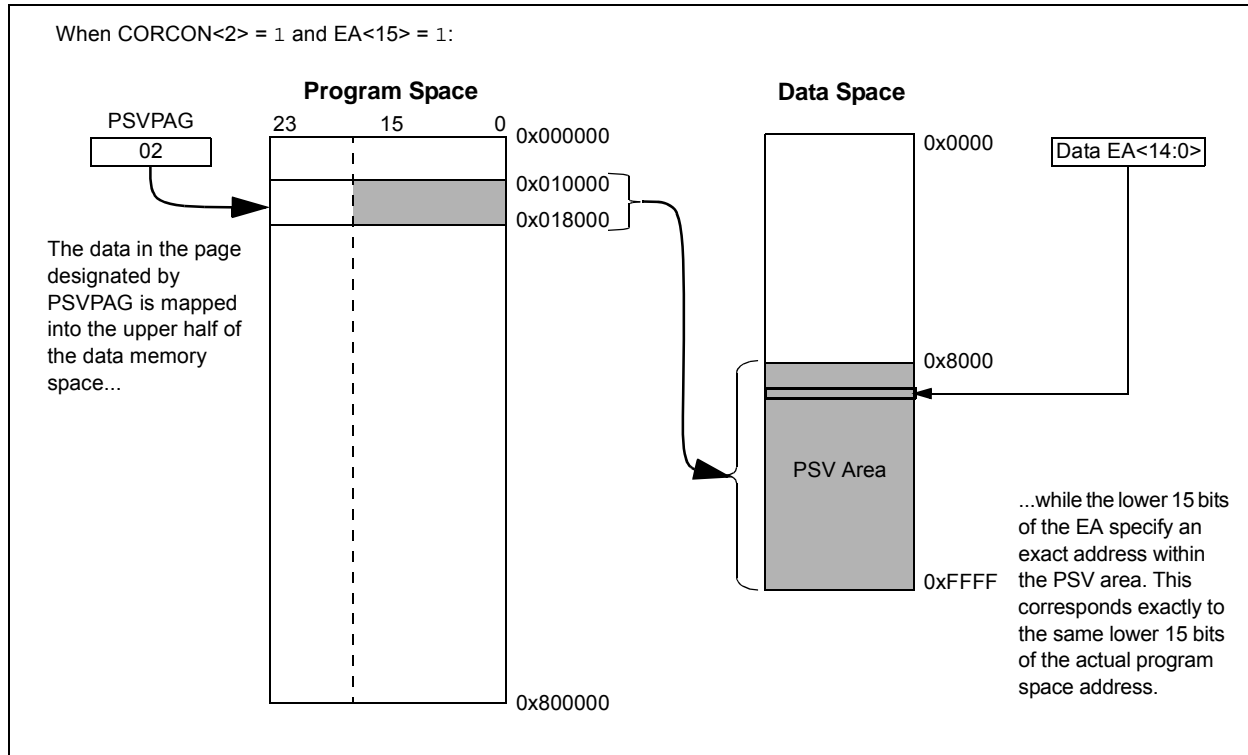 When CORCON<2> = 1 and EA<15> = 1:
Program Space
Data Space
PSVPAG
02
23 15 0
0x000000
0x010000
0x018000
0x800000
The data in the page
designated by
PSVPAG is mapped
into the upper half of
the data memory
space...
0x0000
Data EA<14:0>
0x8000
PSV Area
0xFFFF
...while the lower 15 bits
of the EA specify an
exact address within
the PSV area. This
corresponds exactly to
the same lower 15 bits
of the actual program
space address.